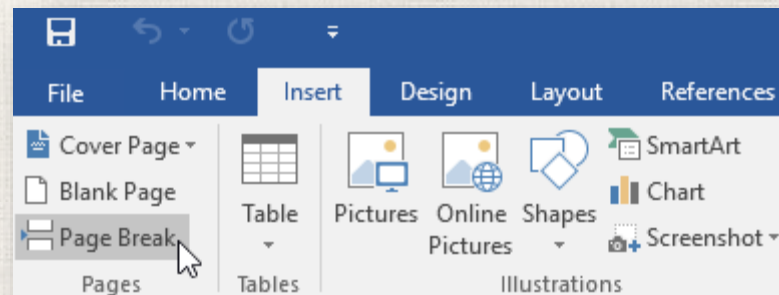 File Home Insert Design Layout References
Cover Page
Blank Page
Page Break
Pages
Table
Tables
Pictures
Online
Pictures
Shapes
SmartArt
Chart
Screenshot
Illustrations